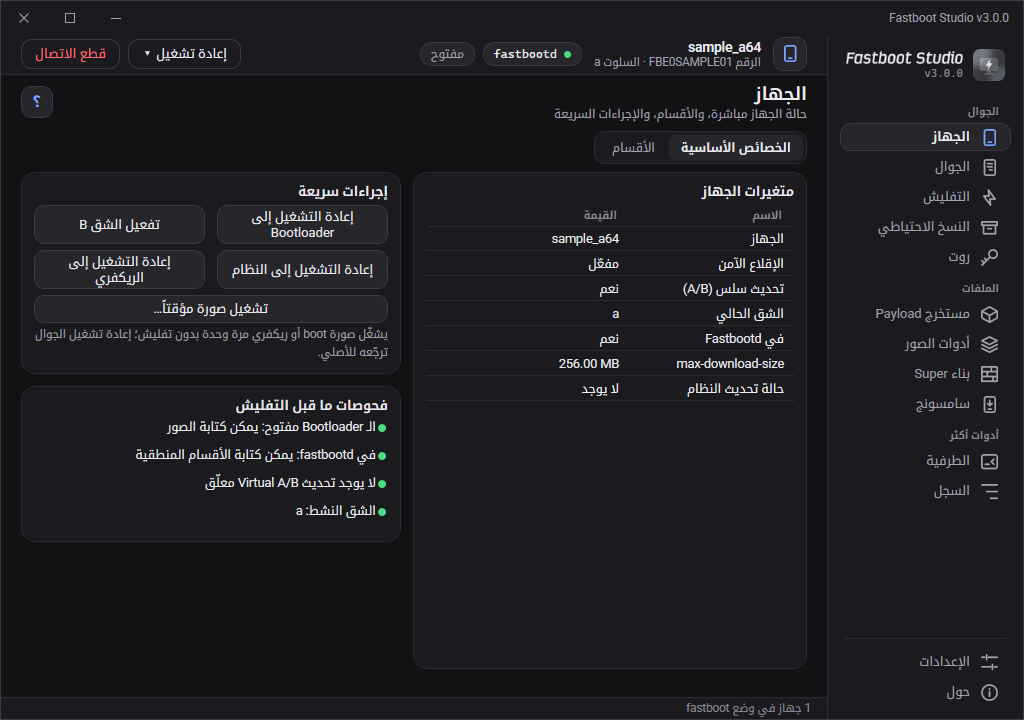 Fastboot Studio v3.0.0
Fastboot Studio
v3.0.0
الجوال
الجهاز
الجوال
التفليش
النسخ الاحتياطي
روت
الملفات
مستخرج Payload
أدوات الصور
بناء Super
سامسونج
أدوات أكثر
الطرفية
السجل
الإعدادات
حول
sample_a64
الرقم FBE0SAMPLE01 · السلوت a
fastbootd
مفتوح
إعادة تشغيل
قطع الاتصال
الجهاز
حالة الجهاز مباشرة، والأقسام، والإجراءات السريعة
؟
الخصائص الأساسية
الأقسام
متغيرات الجهاز
الاسم القيمة
الجهاز sample_a64
الإقلاع الآمن مفعّل
تحديث سلس (A/B) نعم
الشق الحالي a
في Fastbootd نعم
max-download-size 256.00 MB
حالة تحديث النظام لا يوجد
إجراءات سريعة
إعادة التشغيل إلى
Bootloader
تفعيل الشق B
إعادة التشغيل إلى النظام
إعادة التشغيل إلى
الريكفري
تشغيل صورة مؤقتاً...
يشغّل صورة boot أو ريكفري مرة وحدة بدون تفليش؛ إعادة تشغيل الجوال
ترجّعه للأصلي.
فحوصات ما قبل التفليش
الـ Bootloader مفتوح: يمكن كتابة الصور
في fastbootd: يمكن كتابة الأقسام المنطقية
لا يوجد تحديث Virtual A/B معلّق
الشق النشط: a
1 جهاز في وضع fastboot